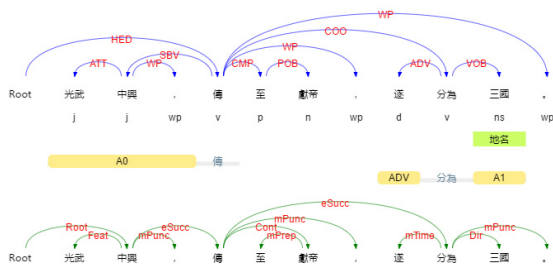 WP
COO
HED WP
SBV
ATT WP CMP POB ADV VOB
Root 光武 中興 , 傳 至 獻帝 , 逐 分為 三國 。
j j wp v p n wp d v ns wp
地名
A0 傳 ADV 分為 A1
eSucc
mPunc
Root eSucc Cont mPunc
Feat mPunc mPrep mTime Dir
Root 光武 中興 , 傳 至 獻帝 , 逐 分為 三國 。